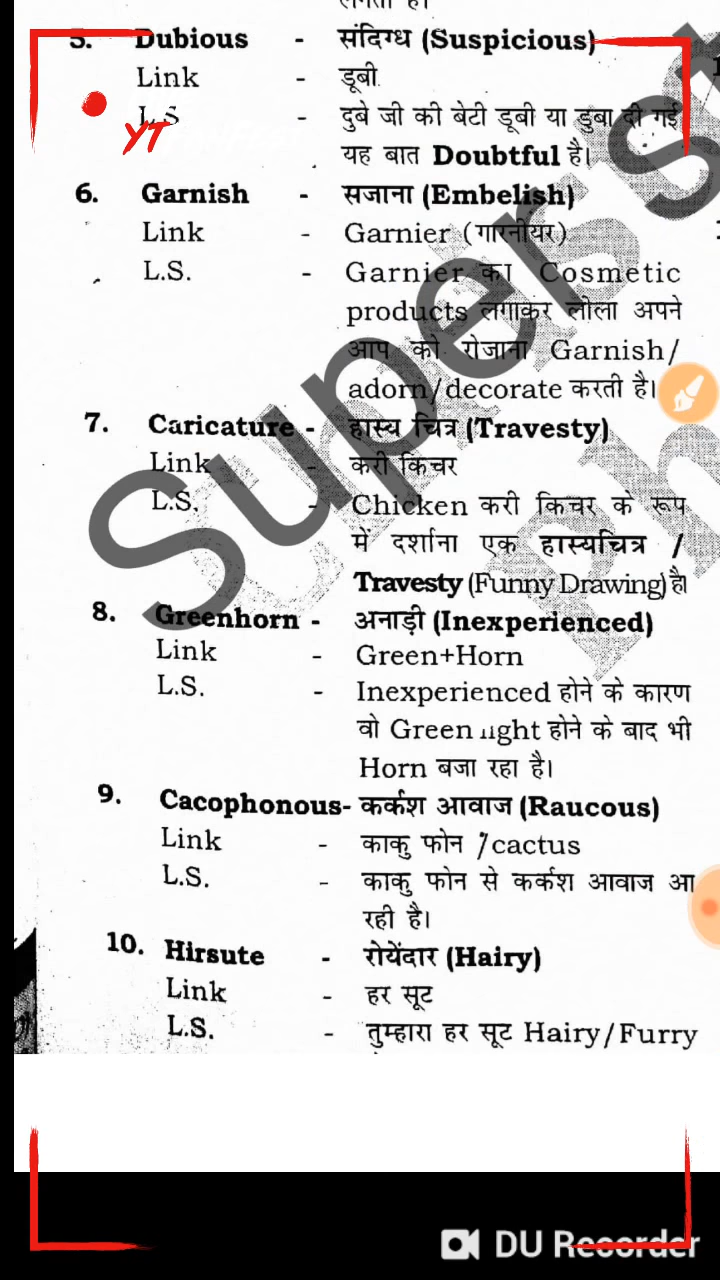 5. Dubious - संदिग्ध (Suspicious)
Link - डूबी
L.S - दुबे जी की बेटी डूबी या डुबा दी गई
YT
यह बात Doubtful है।
6. Garnish - सजाना (Embelish)
Link - Garnier (गारनीयर)
L.S. - Garnier का Cosmetic
products लगाकर लोला अपने
आप को रोजाना Garnish/
adorn/decorate करती है।
7. Caricature - हास्य चित्र (Travesty)
Link - करी किचर
L.S. - Chicken करी किचर के रूप
में दर्शाना एक हास्यचित्र /
Travesty (Funny Drawing) है।
8. Greenhorn - अनाड़ी (Inexperienced)
Link - Green+Horn
L.S. - Inexperienced होने के कारण
वो Green light होने के बाद भी
Horn बजा रहा है।
9. Cacophonous- कर्कश आवाज (Raucous)
Link - काकु फोन /cactus
L.S. - काकु फोन से कर्कश आवाज आ
रही है।
10. Hirsute - रोयेंदार (Hairy)
Link - हर सूट
L.S. - तुम्हारा हर सूट Hairy/Furry
DU Recorder